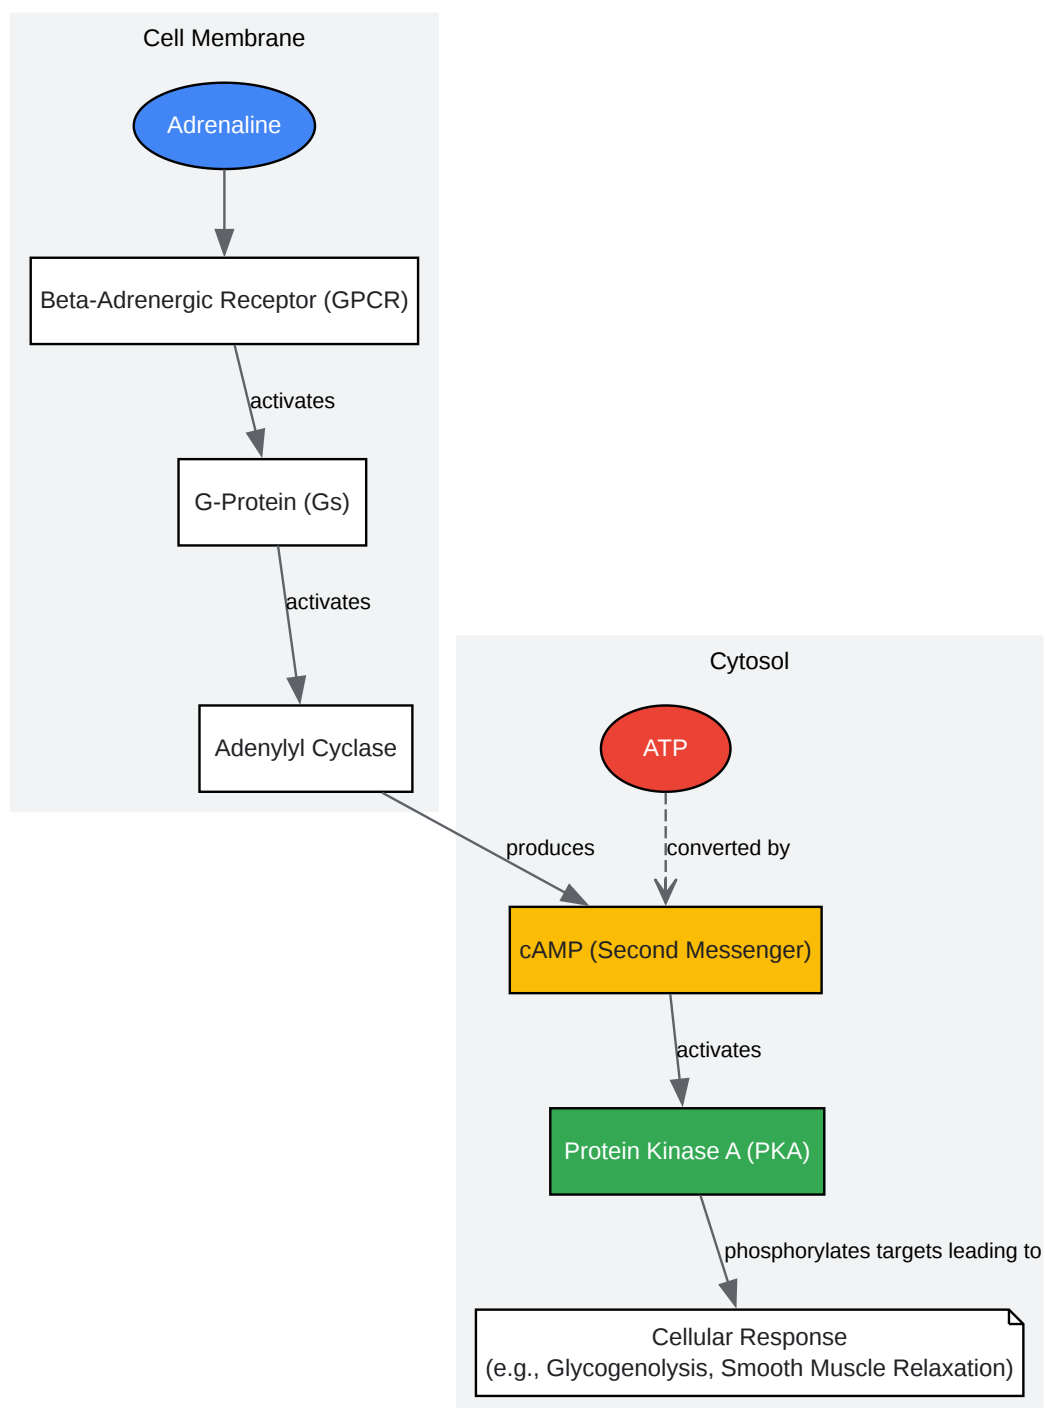 Cell Membrane
Adrenaline
Beta-Adrenergic Receptor (GPCR)
activates
G-Protein (Gs)
activates
Adenylyl Cyclase
Cytosol
ATP
produces
converted by
cAMP (Second Messenger)
activates
Protein Kinase A (PKA)
phosphorylates targets leading to
Cellular Response
(e.g., Glycogenolysis, Smooth Muscle Relaxation)